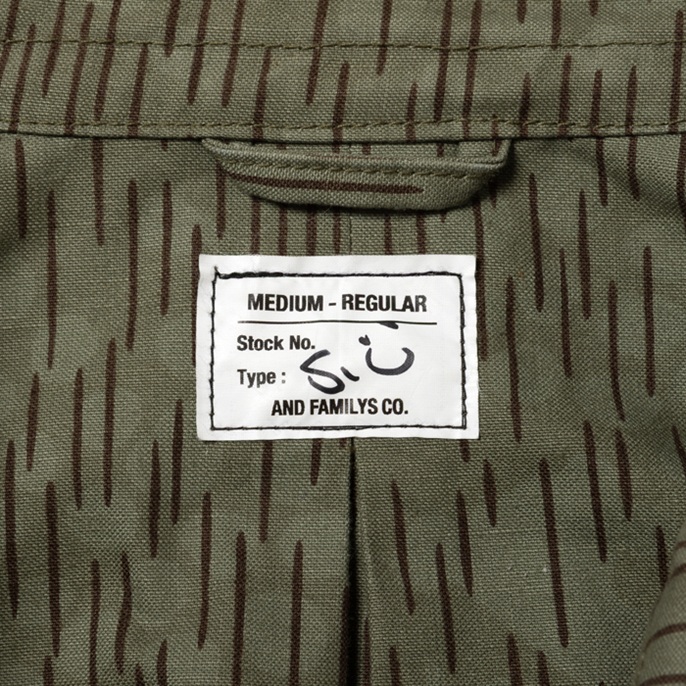 MEDIUM - REGULAR
Stock No.
Type :
AND FAMILYS CO.